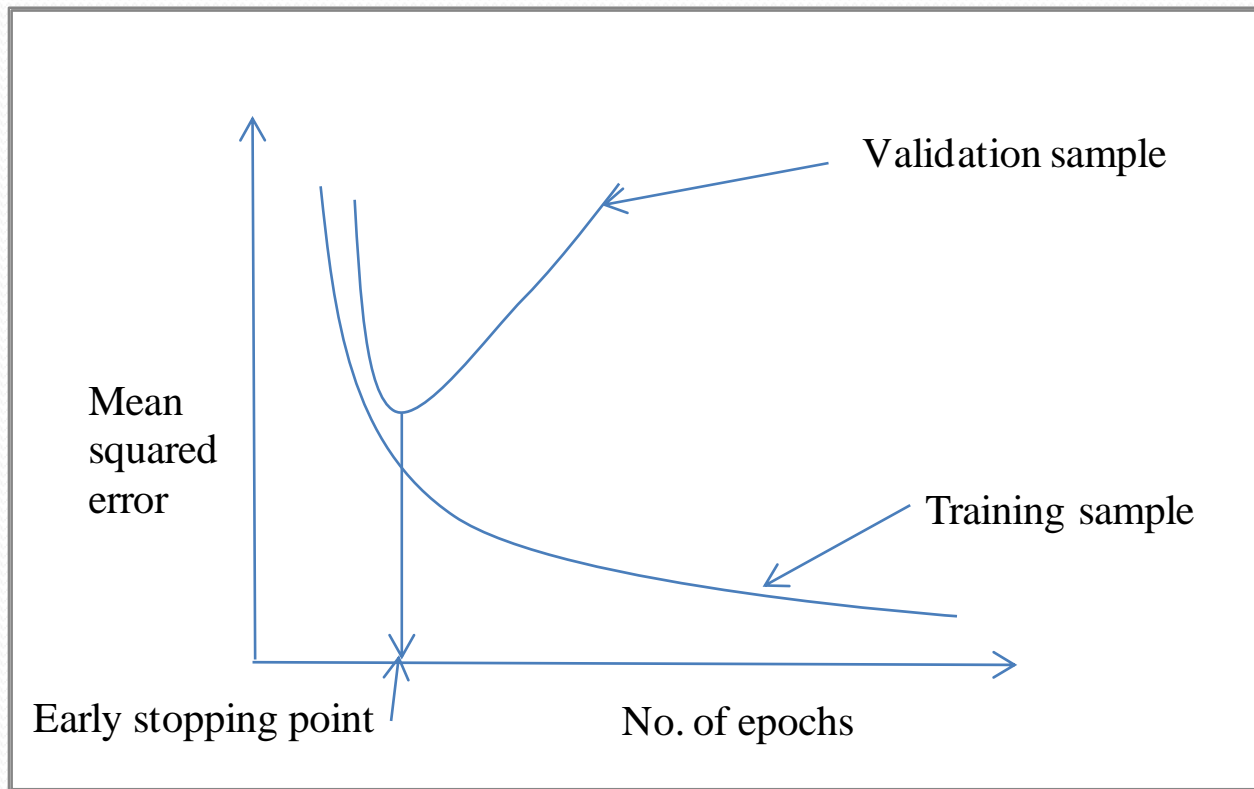 Validation sample
Mean
squared
error
Training sample
Early stopping point
No. of epochs